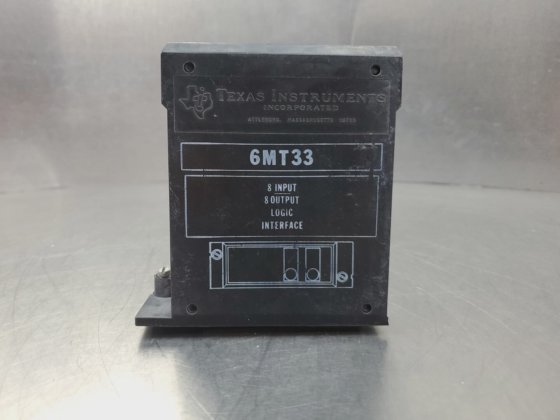 TEXAS INSTRUMENTS
INCORPORATED
ATTLEBORO, MASSACHUSETTS 02703
6MT33
8 INPUT
8 OUTPUT
LOGIC
INTERFACE